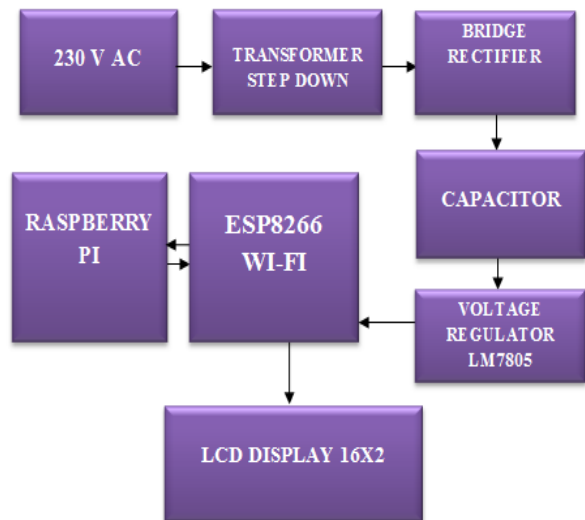 230 V AC
TRANSFORMER
STEP DOWN
BRIDGE
RECTIFIER
CAPACITOR
VOLTAGE
REGULATOR
LM7805
ESP8266
WI-FI
RASPBERRY
PI
LCD DISPLAY 16X2